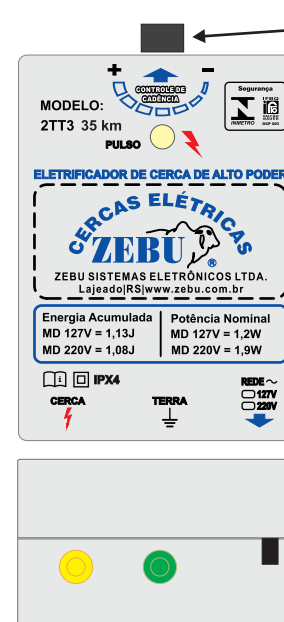 + CONTROLE DE CADÊNCIA -
Segurança
INMETRO
MODELO:
2TT3 35 km
PULSO
ELETRIFICADOR DE CERCA DE ALTO PODER
CERCAS ELÉTRICAS
ZEBU ®
ZEBU SISTEMAS ELETRÔNICOS LTDA.
Lajeado|RS|www.zebu.com.br
Energia Acumulada
MD 127V = 1,13J
MD 220V = 1,08J
Potência Nominal
MD 127V = 1,2W
MD 220V = 1,9W
IPX4
CERCA
TERRA
REDE ~
127V
220V